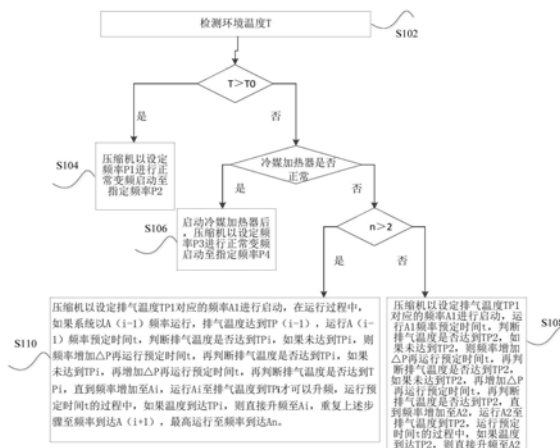 检测环境温度T
S102
T＞T0
是
否
S104
压缩机以设定
频率P1进行正
常变频启动至
指定频率P2
冷媒加热器是否
正常
是
否
S106
启动冷媒加热器后
，压缩机以设定频
率P3进行正常变频
启动至指定频率P4
n＞2
是
否
S110
压缩机以设定排气温度TP1对应的频率A1进行启动，在运行过程中，
如果系统以A（i-1）频率运行，排气温度达到TP（i-1），运行A（i-
1）频率预定时间t，判断排气温度是否达到TPi，如果未达到TPi，则
频率增加△P再运行预定时间t，再判断排气温度是否达到TPi，如果
未达到TPi，再增加△P再运行预定时间t，再判断排气温度是否达到T
Pi，直到频率增加至Ai，运行Ai至排气温度到TPi才可以升频，运行预
定时间t的过程中，如果温度到达TPi，则直接升频至Ai，重复上述步
骤至频率到达A（i+1），最高运行至频率到达An。
压缩机以设定排气温度TP1
对应的频率A1进行启动，运
行A1频率预定时间t，判断
排气温度是否达到TP2，如
果未达到TP2，则频率增加
△P再运行预定时间t，再判
断排气温度是否达到TP2，
如果未达到TP2，再增加△P
再运行预定时间t，再判断
排气温度是否达到TP2，直
到频率增加至A2，运行A2至
排气温度到TP2，运行预定
时间t的过程中，如果温度
到达TP2，则直接升频至A2
S108